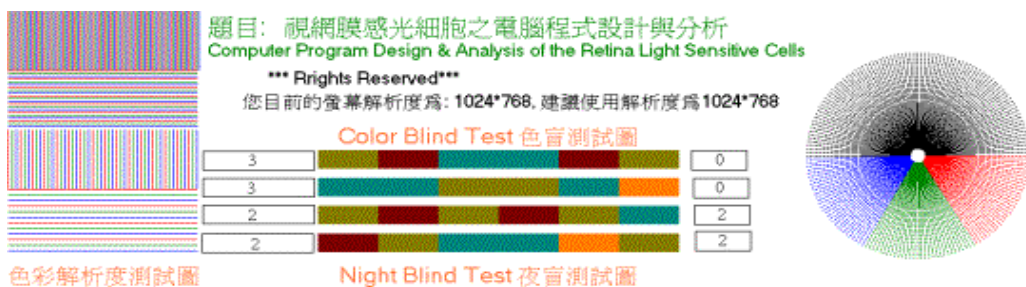 題目: 視網膜感光細胞之電腦程式設計與分析
Computer Program Design & Analysis of the Retina Light Sensitive Cells
*** Rrights Reserved***
您目前的螢幕解析度為: 1024*768, 建議使用解析度為1024*768
Color Blind Test 色盲測試圖
3 0
3 0
2 2
2 2
色彩解析度測試圖 Night Blind Test 夜盲測試圖